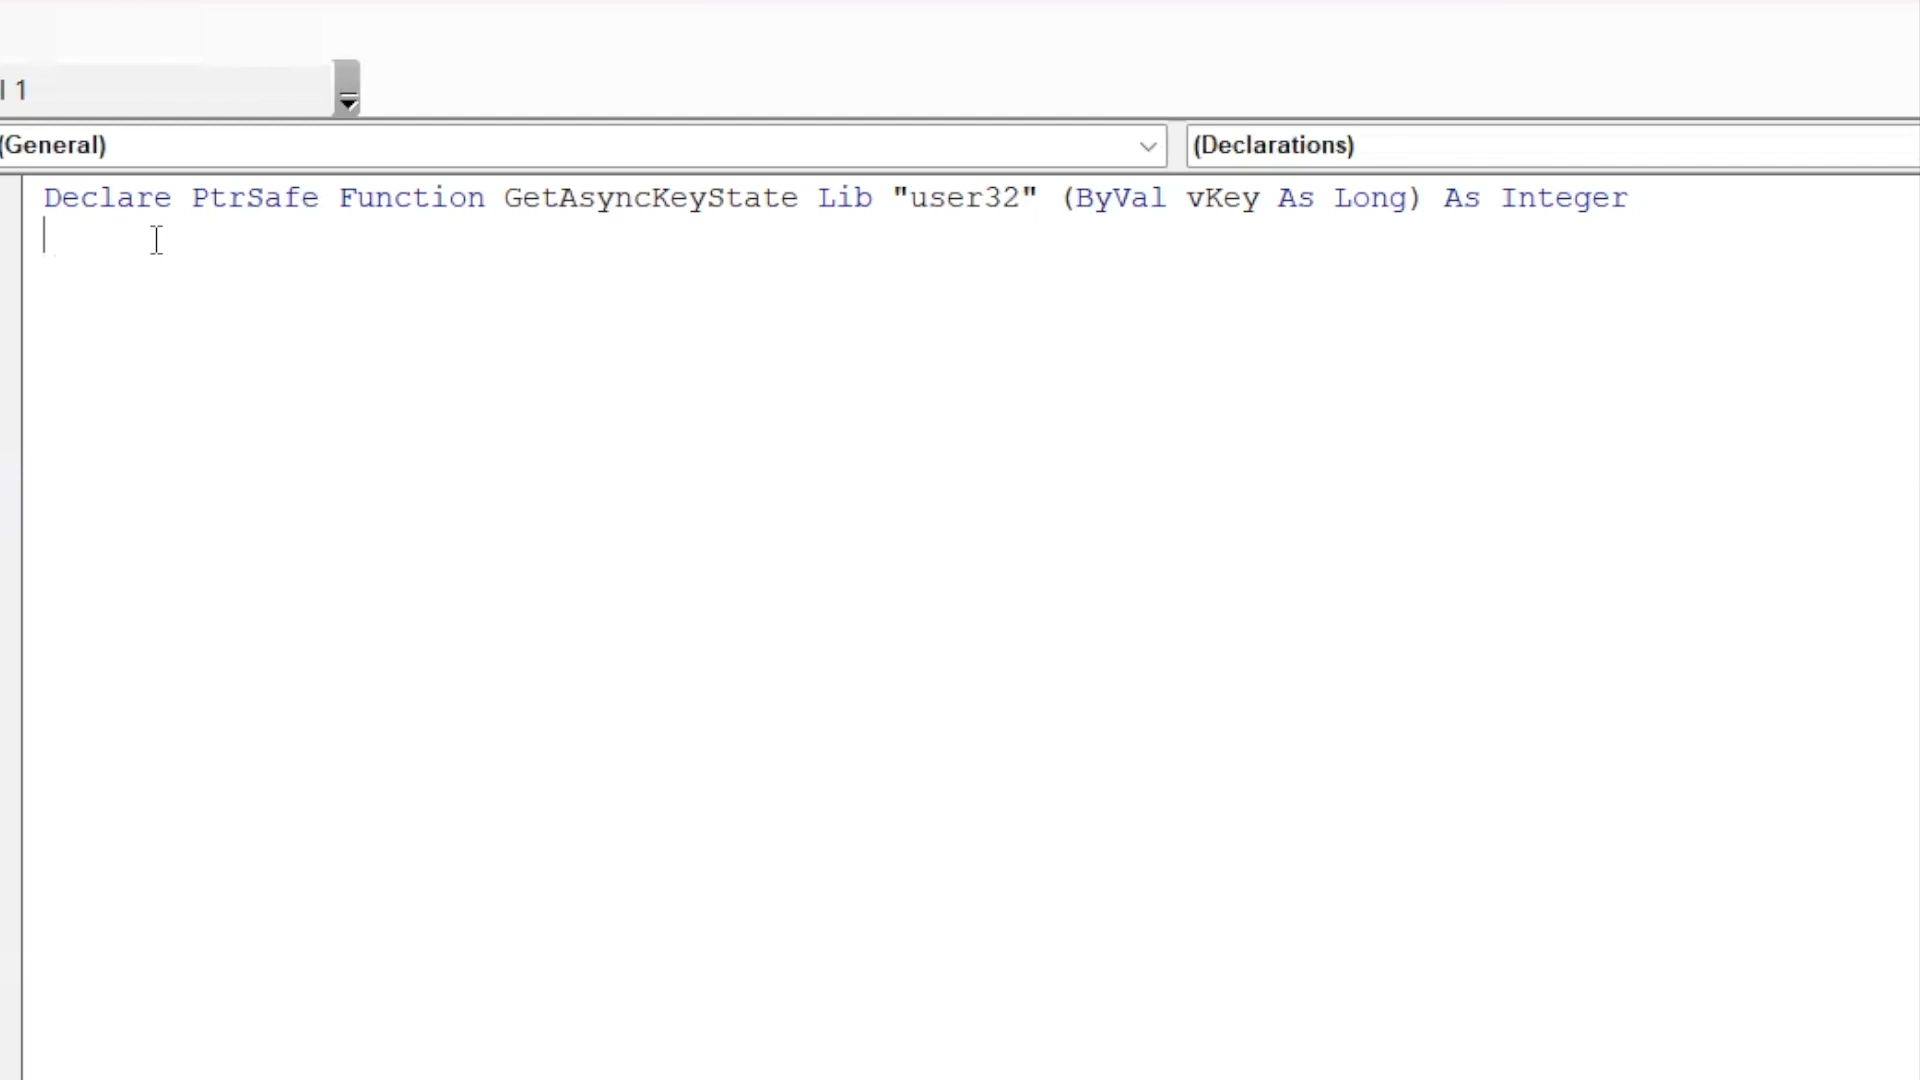 l 1
(General)
(Declarations)
Declare PtrSafe Function GetAsyncKeyState Lib "user32" (ByVal vKey As Long) As Integer